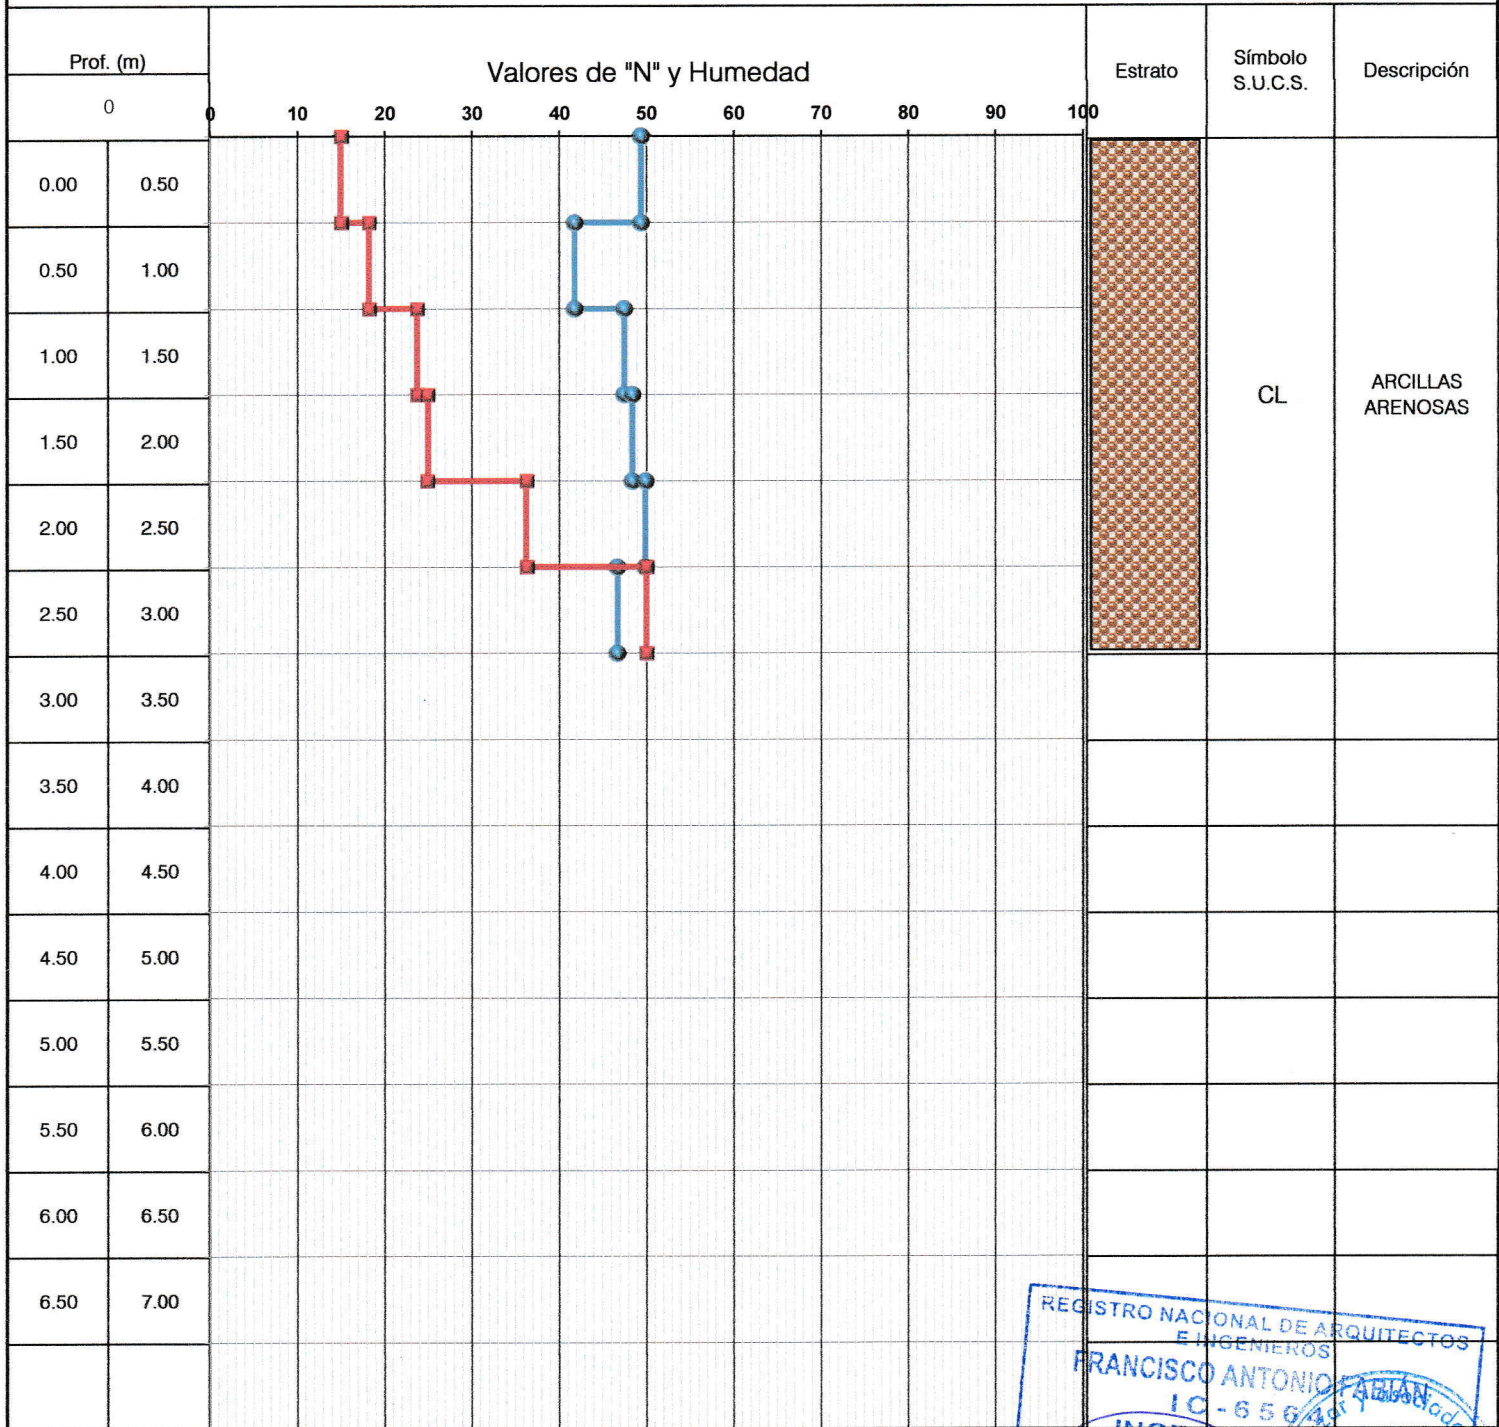 Prof. (m)
0
Valores de "N" y Humedad
0 10 20 30 40 50 60 70 80 90 100
Estrato
Símbolo
S.U.C.S.
Descripción
0.00 0.50
0.50 1.00
1.00 1.50
1.50 2.00
2.00 2.50
2.50 3.00
3.00 3.50
3.50 4.00
4.00 4.50
4.50 5.00
5.00 5.50
5.50 6.00
6.00 6.50
6.50 7.00
CL
ARCILLAS
ARENOSAS
REGISTRO NACIONAL DE ARQUITECTOS
E INGENIEROS
FRANCISCO ANTONIO FABIÁN
IC-6564